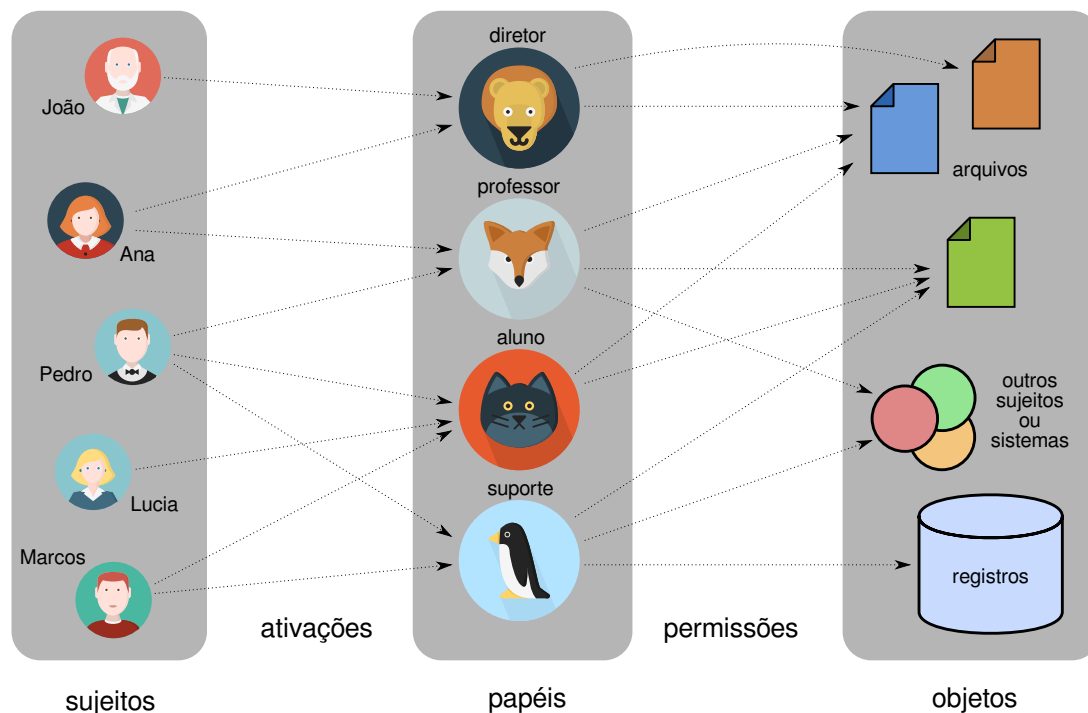 João
Ana
Pedro
Lucia
Marcos
sujeitos
ativações
diretor
professor
aluno
suporte
papéis
permissões
arquivos
outros
sujeitos
ou
sistemas
registros
objetos